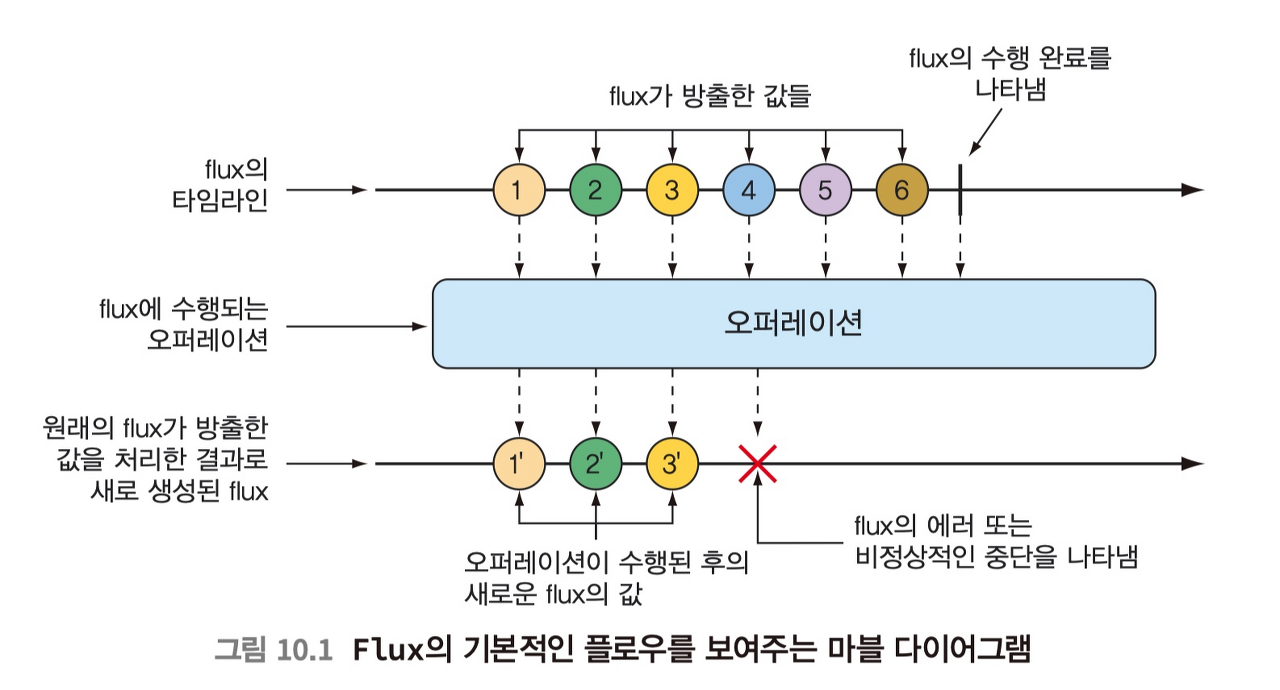 flux의 수행 완료를
나타냄
flux가 방출한 값들
flux의
타임라인
1 2 3 4 5 6
flux에 수행되는
오퍼레이션
오퍼레이션
원래의 flux가 방출한
값을 처리한 결과로
새로 생성된 flux
1' 2' 3'
flux의 에러 또는
비정상적인 중단을 나타냄
오퍼레이션이 수행된 후의
새로운 flux의 값
그림 10.1 Flux의 기본적인 플로우를 보여주는 마블 다이어그램